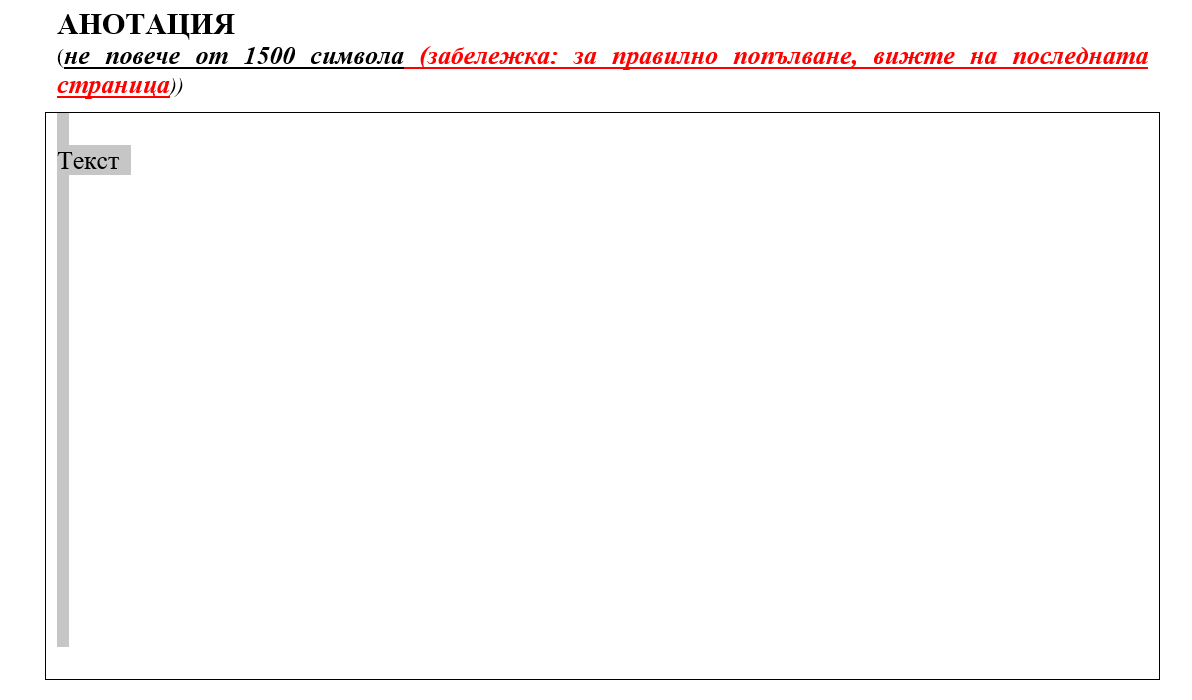 АНОТАЦИЯ
(не повече от 1500 символа (забележка: за правилно попълване, вижте на последната
страница))
Текст